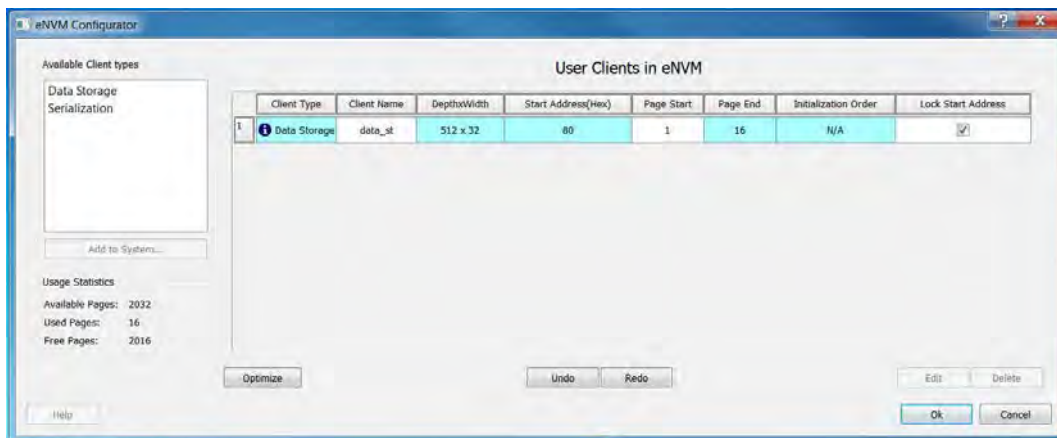 eNVM Configurator
Available Client types
Data Storage
Serialization
Add to System...
Usage Statistics
Available Pages: 2032
Used Pages: 16
Free Pages: 2016
User Clients in eNVM
Client Type Client Name DepthxWidth Start Address(Hex) Page Start Page End Initialization Order Lock Start Address
1 Data Storage data_st 512 x 32 80 1 16 N/A
Optimize Undo Redo Edit Delete
Help Ok Cancel